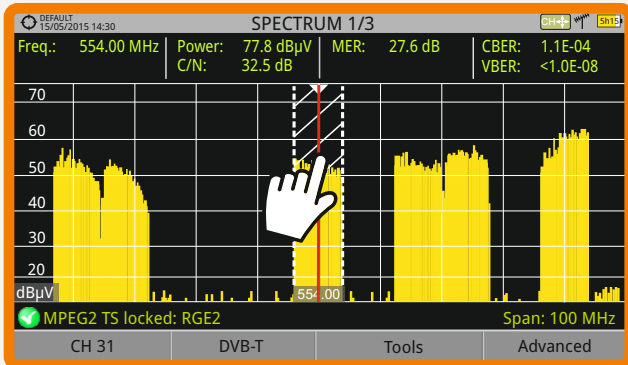 DEFAULT
15/05/2015 14:30
SPECTRUM 1/3
CH
5h15
Freq.: 554.00 MHz
Power: 77.8 dBµV
MER: 27.6 dB
CBER: 1.1E-04
C/N: 32.5 dB
VBER: <1.0E-08
70
60
50
40
30
20
dBµV
554.00
MPEG2 TS locked: RGE2
Span: 100 MHz
CH 31
DVB-T
Tools
Advanced